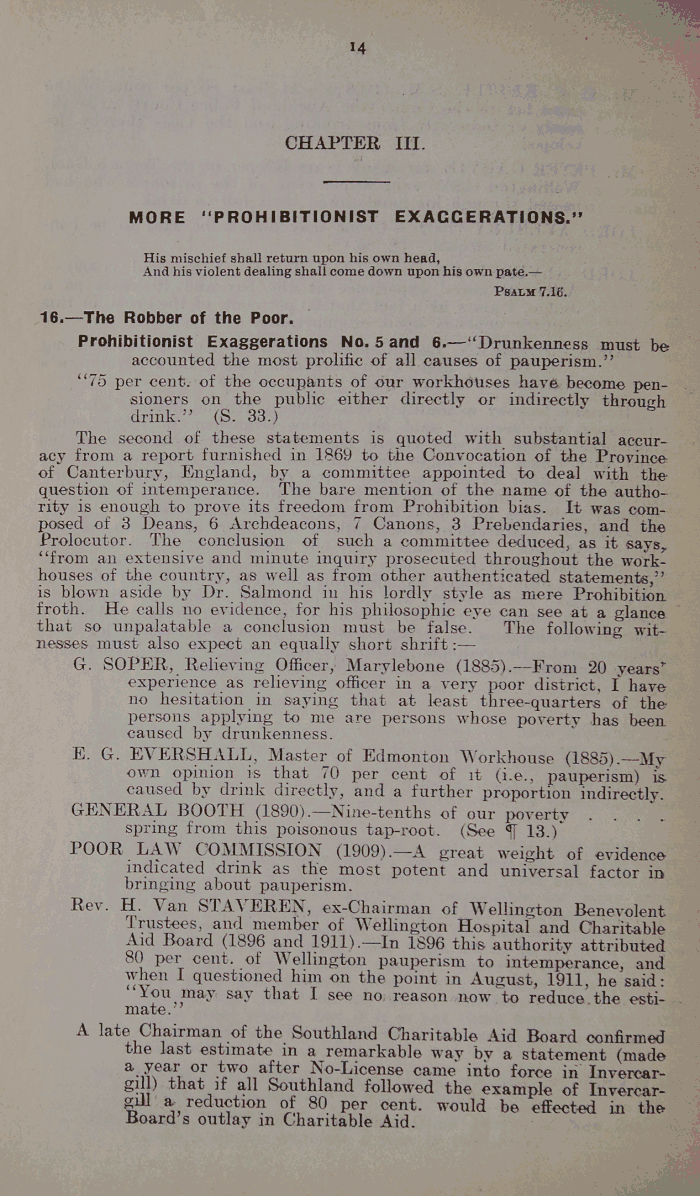 14
CHAPTER III.
MORE "PROHIBITIONIST EXAGGERATIONS."
His mischief shall return upon his own head,
And his violent dealing shall come down upon his own pate.—
PSALM 7.16.
16.—The Robber of the Poor.
Prohibitionist Exaggerations No. 5 and 6.—"Drunkenness must be
accounted the most prolific of all causes of pauperism."
"75 per cent. of the occupants of our workhouses have become pen-
sioners on the public either directly or indirectly through
drink." (S. 33.)
The second of these statements is quoted with substantial accur-
acy from a report furnished in 1869 to the Convocation of the Province
of Canterbury, England, by a committee appointed to deal with the
question of intemperance. The bare mention of the name of the autho-
rity is enough to prove its freedom from Prohibition bias. It was com-
posed of 3 Deans, 6 Archdeacons, 7 Canons, 3 Prebendaries, and the
Prolocutor. The conclusion of such a committee deduced, as it says,
"from an extensive and minute inquiry prosecuted throughout the work-
houses of the country, as well as from other authenticated statements,"
is blown aside by Dr. Salmond in his lordly style as mere Prohibition
froth. He calls no evidence, for his philosophic eye can see at a glance
that so unpalatable a conclusion must be false. The following wit-
nesses must also expect an equally short shrift:—
G. SOPER, Relieving Officer, Marylebone (1885).—From 20 years'
experience as relieving officer in a very poor district, I have
no hesitation in saying that at least three-quarters of the
persons applying to me are persons whose poverty has been
caused by drunkenness.
E. G. EVERSHALL, Master of Edmonton Workhouse (1885).—My
own opinion is that 70 per cent of it (i.e., pauperism) is
caused by drink directly, and a further proportion indirectly.
GENERAL BOOTH (1890).—Nine-tenths of our poverty . . . .
spring from this poisonous tap-root. (See ¶ 13.)
POOR LAW COMMISSION (1909).—A great weight of evidence
indicated drink as the most potent and universal factor in
bringing about pauperism.
Rev. H. Van STAVEREN, ex-Chairman of Wellington Benevolent
Trustees, and member of Wellington Hospital and Charitable
Aid Board (1896 and 1911).—In 1896 this authority attributed
80 per cent. of Wellington pauperism to intemperance, and
when I questioned him on the point in August, 1911, he said:
"You may say that I see no reason now to reduce the esti-
mate."
A late Chairman of the Southland Charitable Aid Board confirmed
the last estimate in a remarkable way by a statement (made
a year or two after No-License came into force in Invercar-
gill) that if all Southland followed the example of Invercar-
gill a reduction of 80 per cent. would be effected in the
Board's outlay in Charitable Aid.